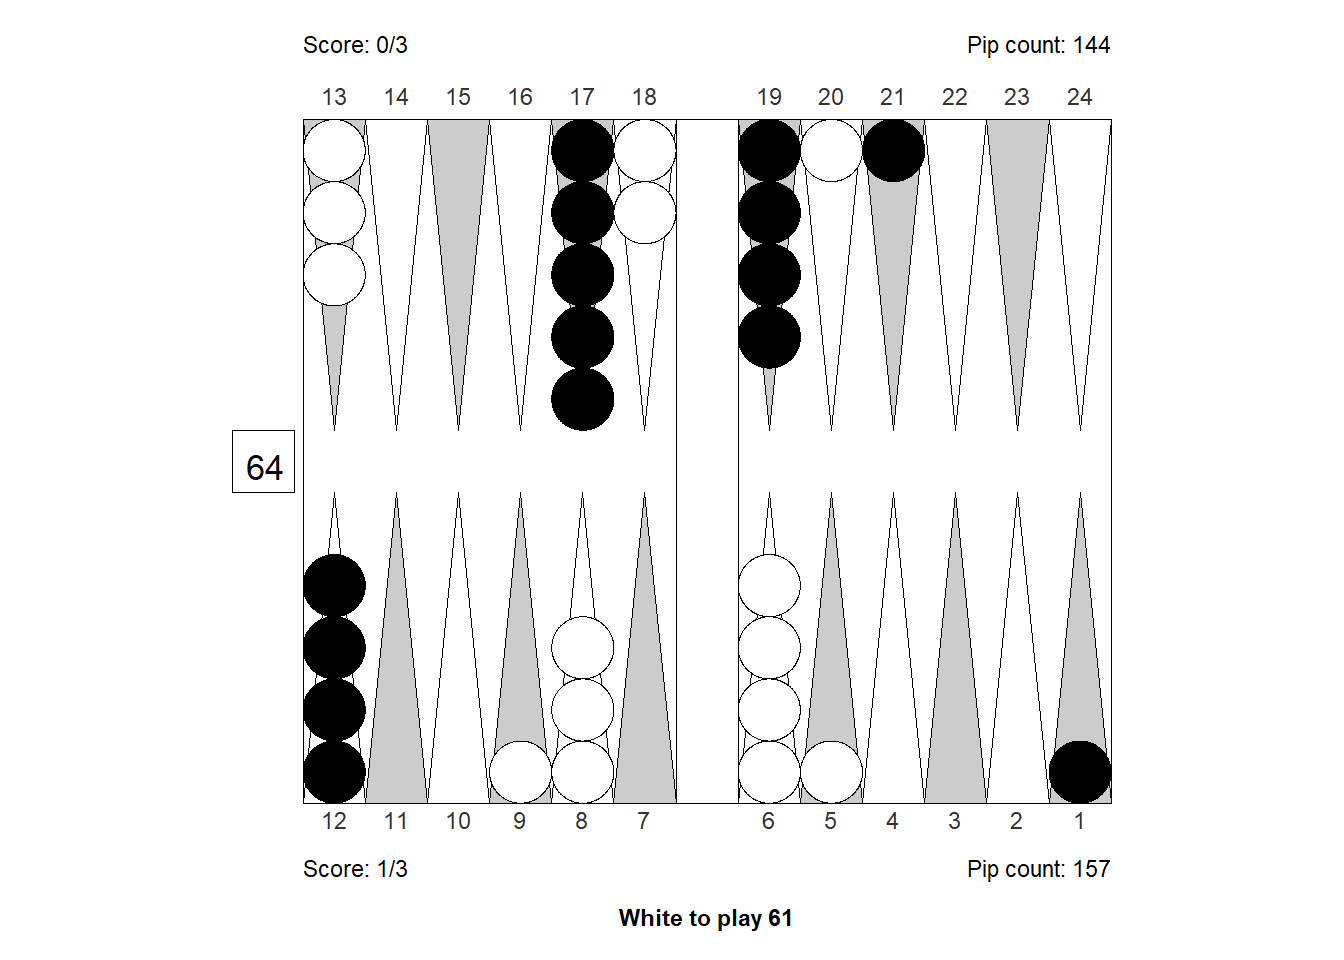 Score: 0/3 Pip count: 144
13 14 15 16 17 18 19 20 21 22 23 24
64
12 11 10 9 8 7 6 5 4 3 2 1
Score: 1/3 Pip count: 157
White to play 61